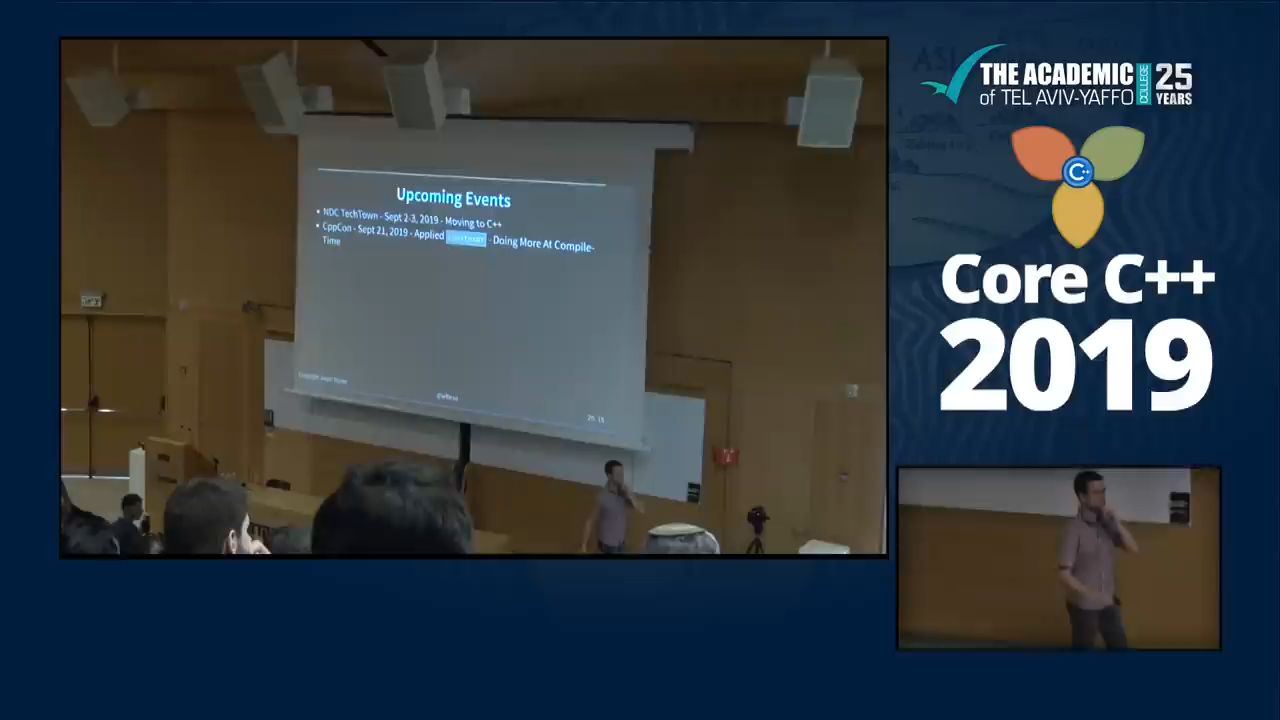 Upcoming Events
• NDC TechTown - Sept 2-3, 2019 - Moving to C++
• CppCon - Sept 21, 2019 - Applied constexpr - Doing More At Compile-
Time
THE ACADEMIC
COLLEGE
of TEL AVIV-YAFFO
25
YEARS
C++
Core C++
2019